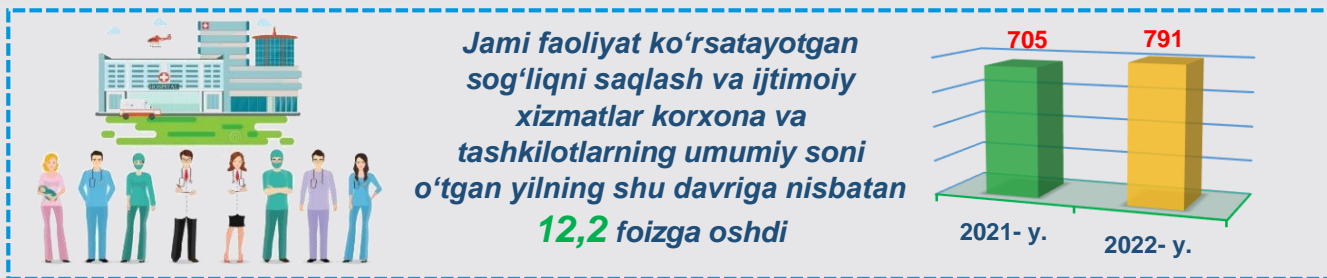 HOSPITAL
Jami faoliyat ko‘rsatayotgan
sog‘liqni saqlash va ijtimoiy
xizmatlar korxona va
tashkilotlarning umumiy soni
o‘tgan yilning shu davriga nisbatan
12,2 foizga oshdi
705
791
2021- y.
2022- y.